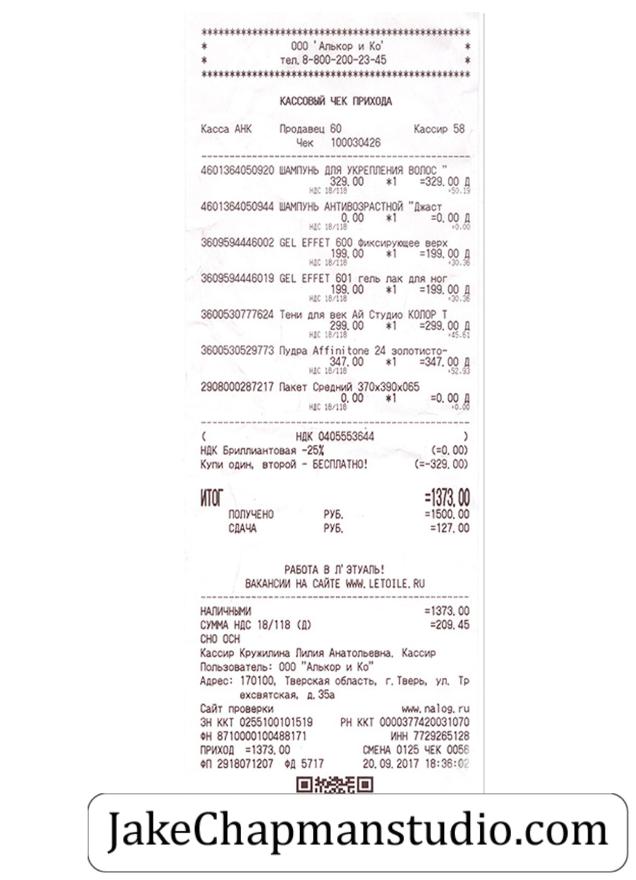 ****************************************
* ООО 'Алькор и Ко' *
* тел. 8-800-200-23-45 *
****************************************
КАССОВЫЙ ЧЕК ПРИХОДА
Касса АНК Продавец 60 Кассир 58
Чек 100030426
4601364050920 ШАМПУНЬ ДЛЯ УКРЕПЛЕНИЯ ВОЛОС "
329.00 *1 =329.00 Д
НДС 18/118 +50.19
4601364050944 ШАМПУНЬ АНТИВОЗРАСТНОЙ "Джаст
0.00 *1 =0.00 Д
НДС 18/118 +0.00
3609594446002 GEL EFFET 600 Фиксирующее верх
199.00 *1 =199.00 Д
НДС 18/118 +30.36
3609594446019 GEL EFFET 601 гель лак для ног
199.00 *1 =199.00 Д
НДС 18/118 +30.36
3600530777624 Тени для век Ай Студио КОЛОР Т
299.00 *1 =299.00 Д
НДС 18/118 +45.61
3600530529773 Пудра Affinitone 24 золотисто-
347.00 *1 =347.00 Д
НДС 18/118 +52.93
2908000287217 Пакет Средний 370x390x065
0.00 *1 =0.00 Д
НДС 18/118 +0.00
( НДК 0405553644 )
НДК Бриллиантовая -25% (=0.00)
Купи один, второй - БЕСПЛАТНО! (=-329.00)
ИТОГ =1373.00
ПОЛУЧЕНО РУБ. =1500.00
СДАЧА РУБ. =127.00
РАБОТА В Л'ЭТУАЛЬ!
ВАКАНСИИ НА САЙТЕ WWW.LETOILE.RU
НАЛИЧНЫМИ =1373.00
СУММА НДС 18/118 (Д) =209.45
СНО ОСН
Кассир Кружилина Лилия Анатольевна. Кассир
Пользователь: ООО "Алькор и Ко"
Адрес: 170100, Тверская область, г.Тверь, ул. Тр
ехсвятская, д.35а
Сайт проверки www.nalog.ru
ЗН ККТ 0255100101519 РН ККТ 0000377420031070
ФН 8710000100488171 ИНН 7729265128
ПРИХОД =1373.00 СМЕНА 0125 ЧЕК 0056
ФП 2918071207 ФД 5717 20.09.2017 18:36:02
JakeChapmanstudio.com